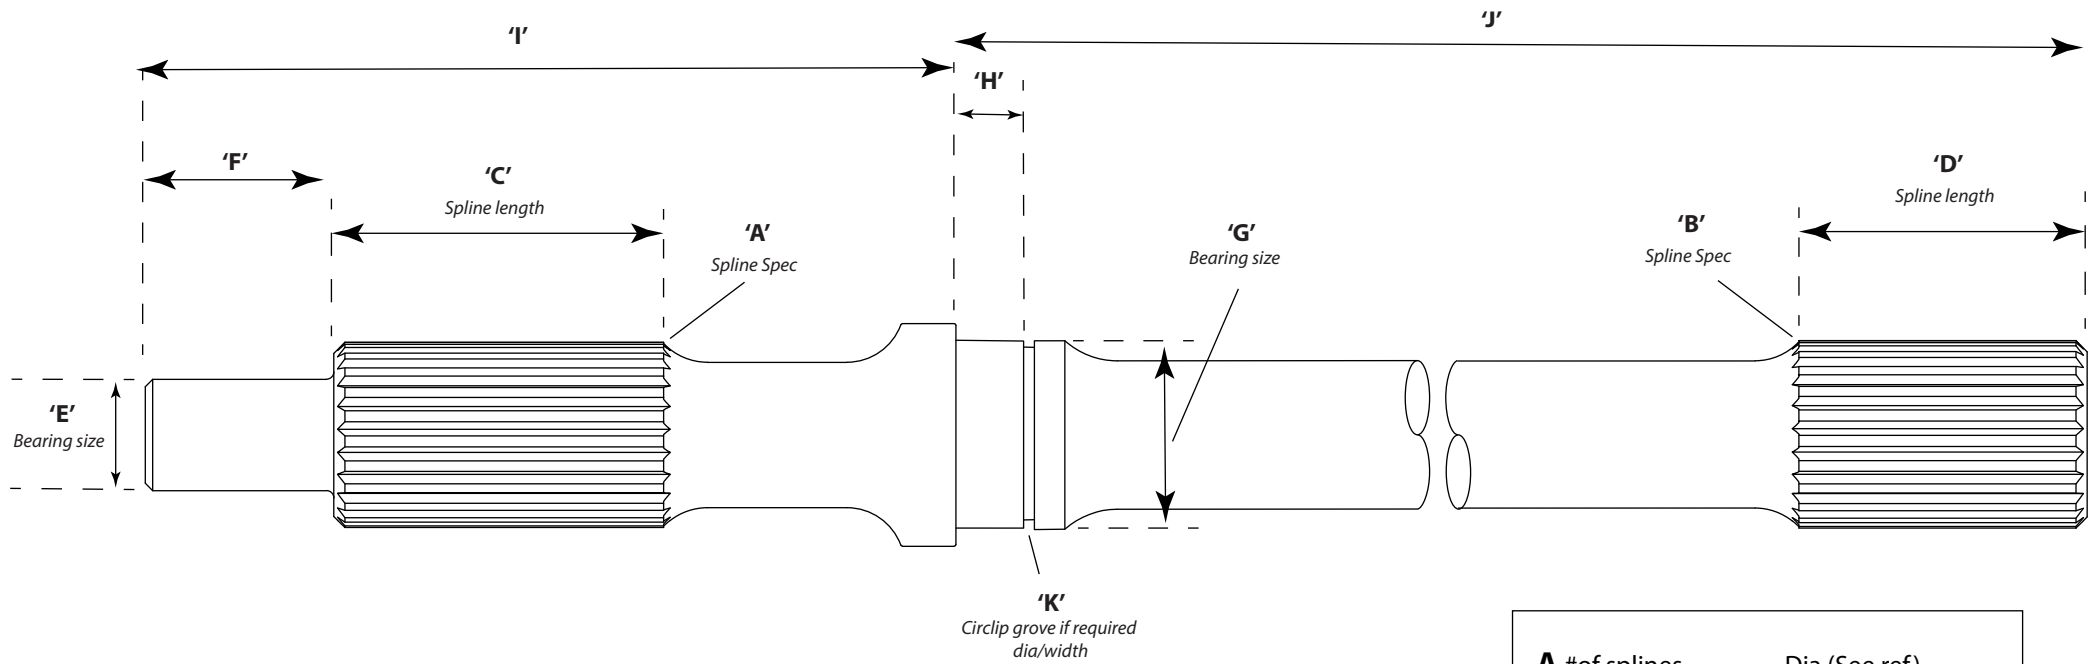 ‘I’
‘J’
‘H’
‘F’
‘C’
Spline length
‘D’
Spline length
‘A’
Spline Spec
‘G’
Bearing size
‘B’
Spline Spec
‘E’
Bearing size
‘K’
Circlip grove if required
dia/width
A #of splines Dia (See ref)